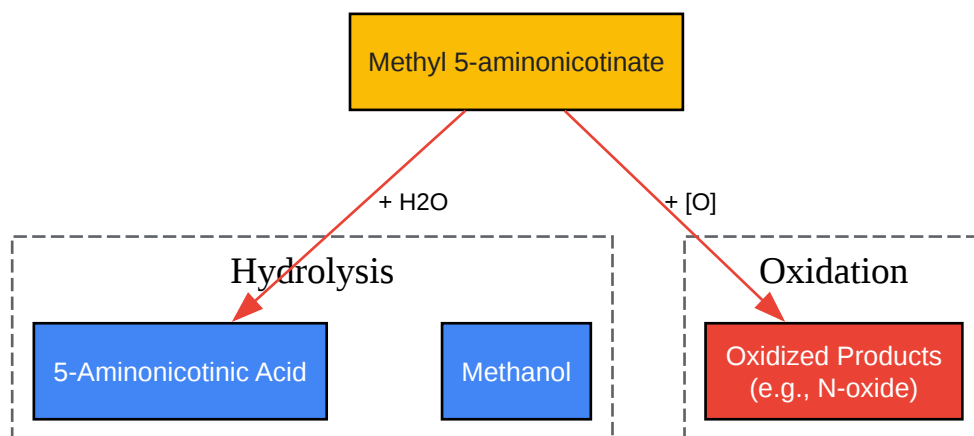 Methyl 5-aminonicotinate
+ H2O
+ [O]
Hydrolysis
Oxidation
5-Aminonicotinic Acid
Methanol
Oxidized Products
(e.g., N-oxide)